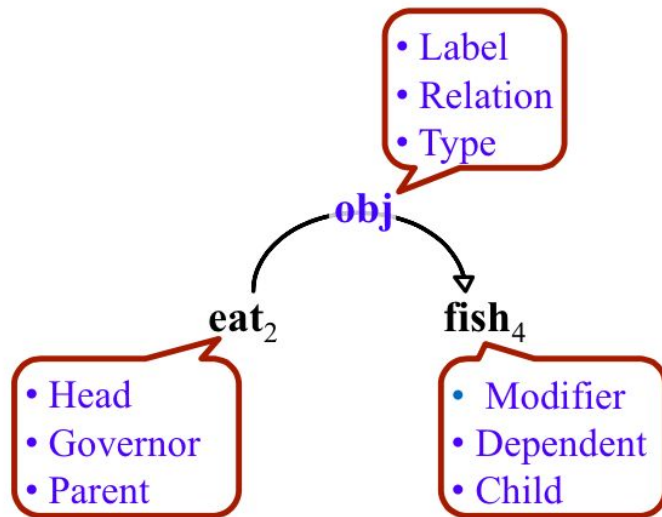 • Label
• Relation
• Type
obj
eat₂ fish₄
• Head
• Governor
• Parent
• Modifier
• Dependent
• Child